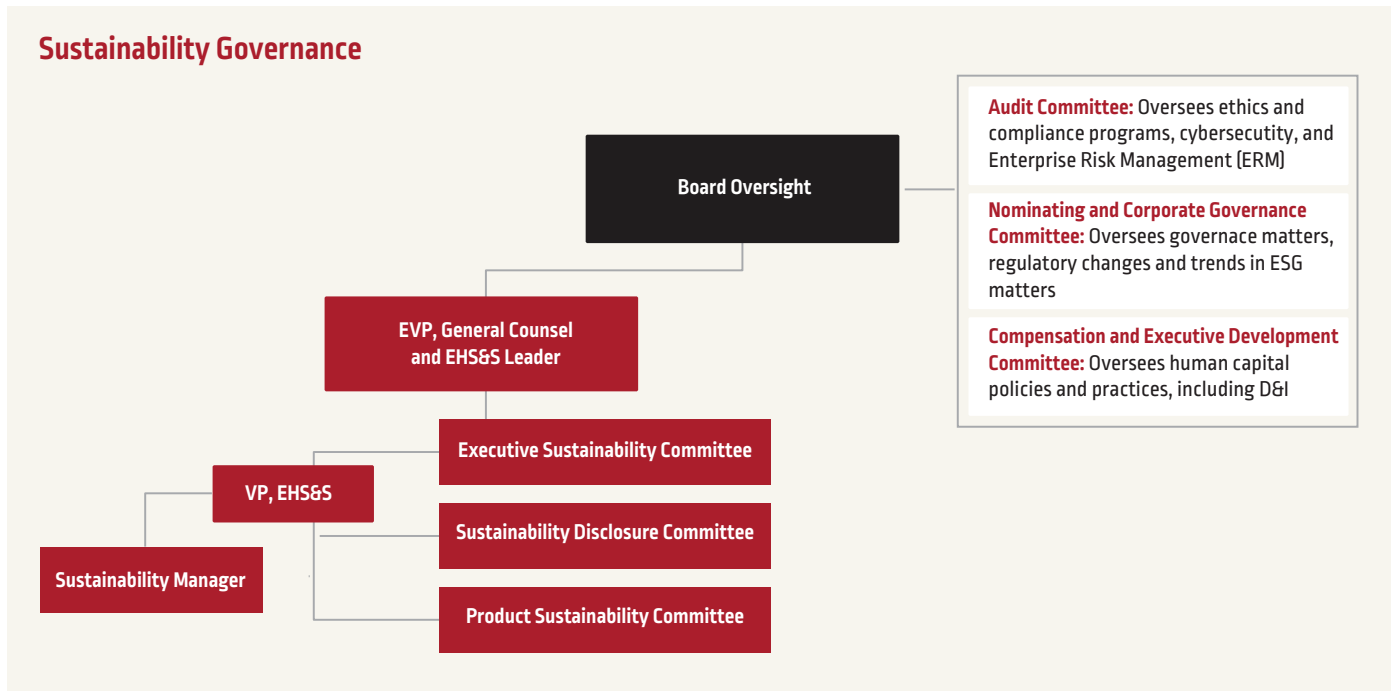 Sustainability Governance
Board Oversight
Audit Committee: Oversees ethics and
compliance programs, cybersecutity, and
Enterprise Risk Management (ERM)
Nominating and Corporate Governance
Committee: Oversees governace matters,
regulatory changes and trends in ESG
matters
Compensation and Executive Development
Committee: Oversees human capital
policies and practices, including D&I
EVP, General Counsel
and EHS&S Leader
Executive Sustainability Committee
VP, EHS&S
Sustainability Disclosure Committee
Sustainability Manager
Product Sustainability Committee